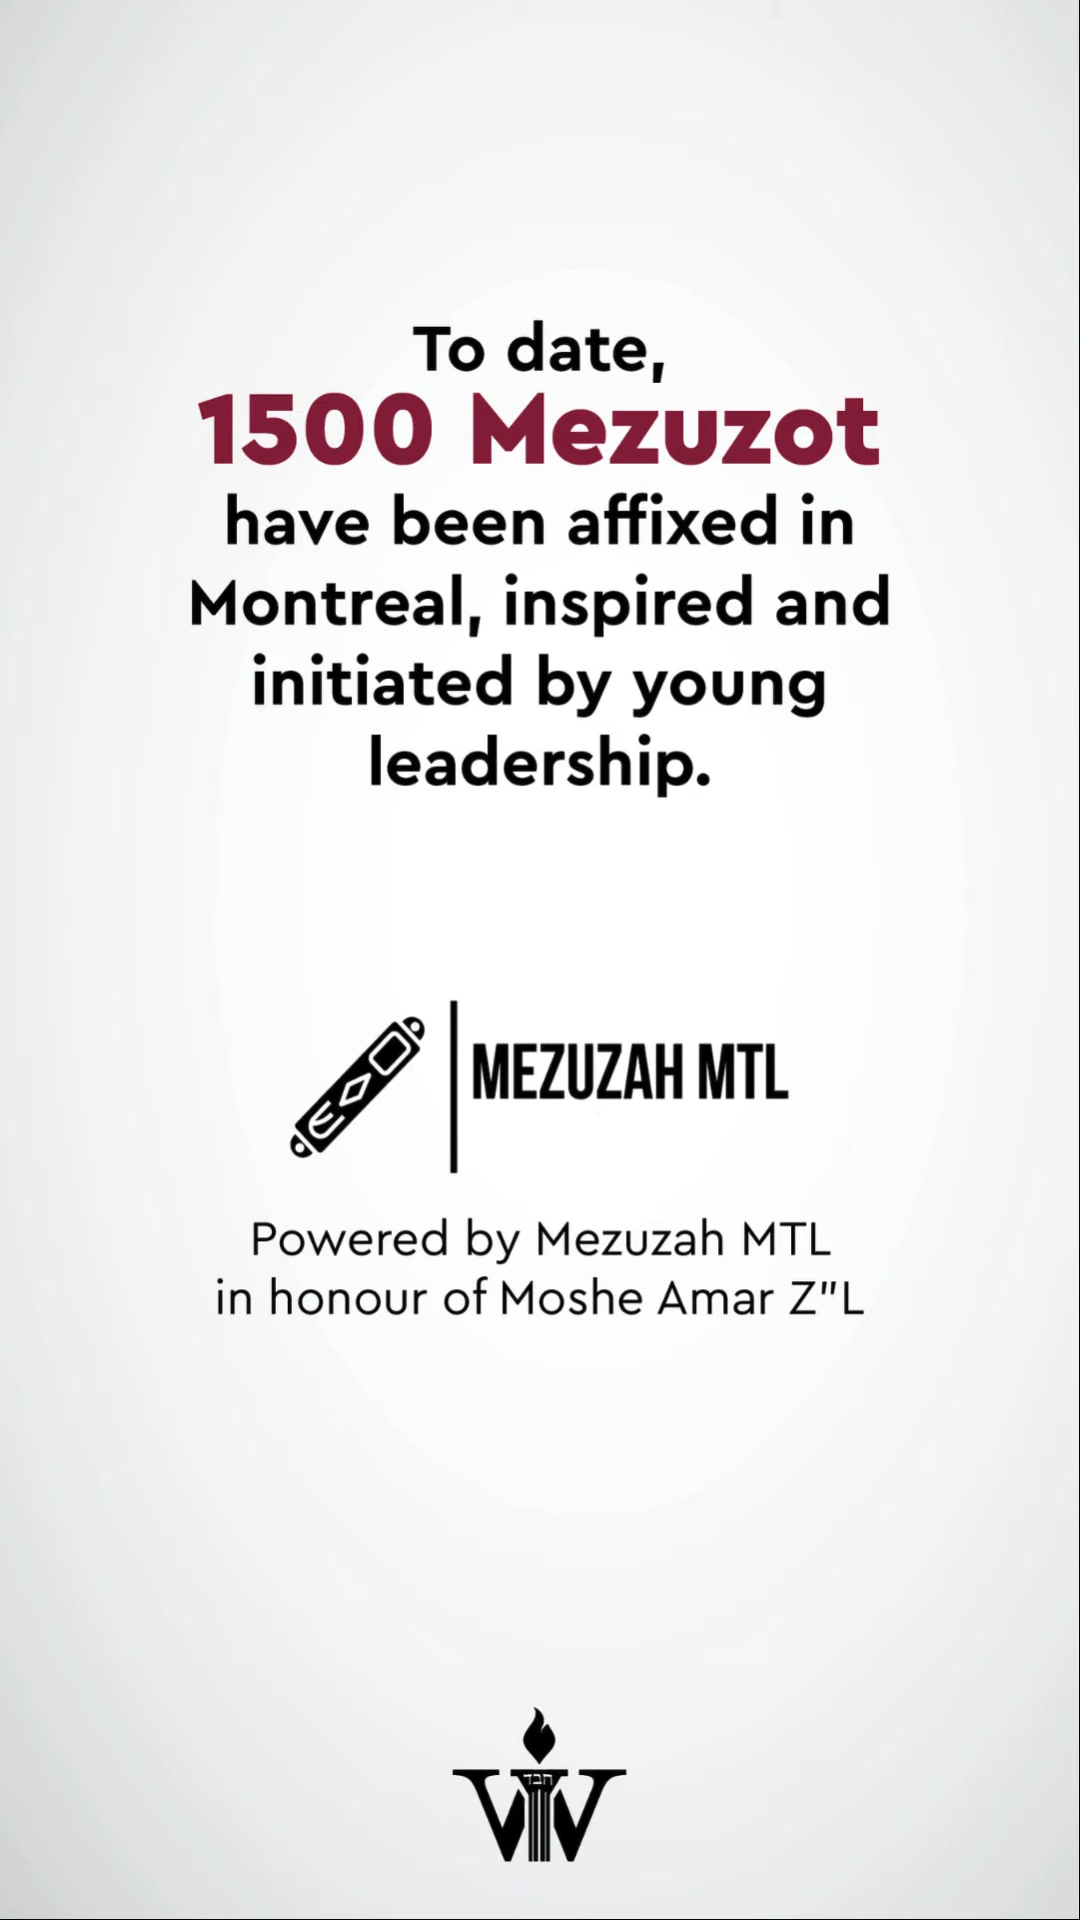 To date,
1500 Mezuzot
have been affixed in
Montreal, inspired and
initiated by young
leadership.
MEZUZAH MTL
Powered by Mezuzah MTL
in honour of Moshe Amar Z"L
חבד